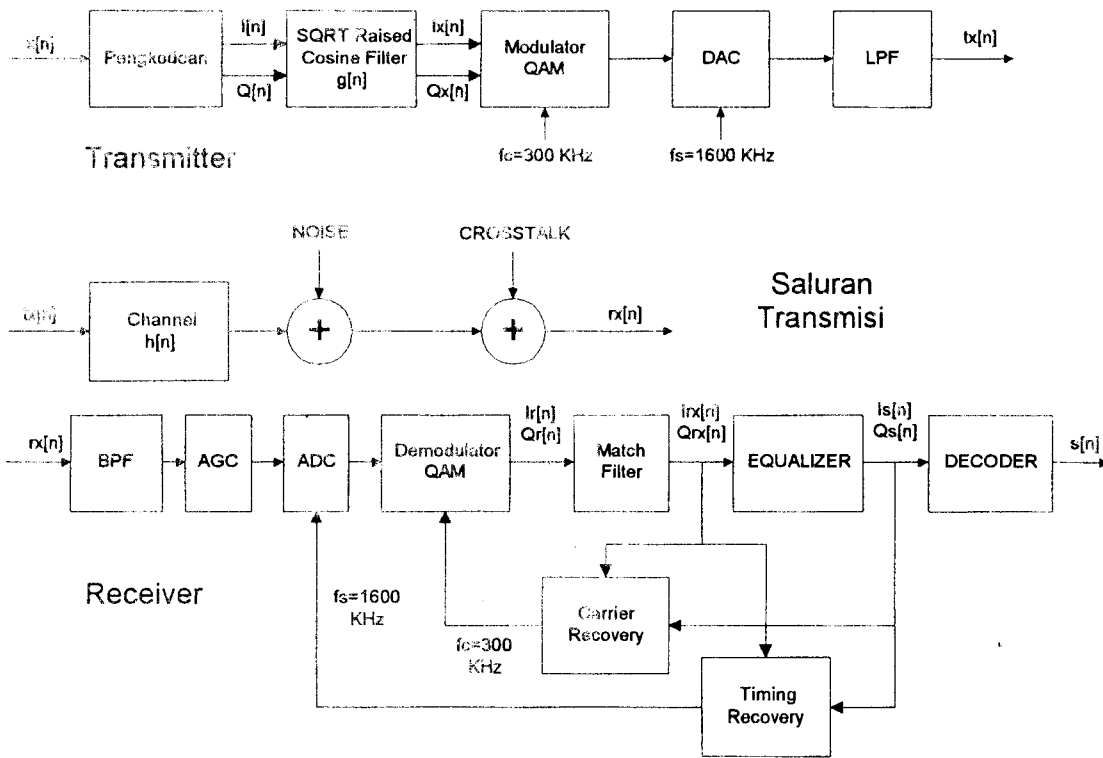 x[n]
Pengkodean
I[n]
Q[n]
SQRT Raised
Cosine Filter
g[n]
Ix[n]
Qx[n]
Modulator
QAM
DAC
LPF
tx[n]
fc=300 KHz
fs=1600 KHz
Transmitter
NOISE
CROSSTALK
Saluran
Transmisi
tx[n]
Channel
h[n]
+
+
rx[n]
rx[n]
BPF
AGC
ADC
Demodulator
QAM
Ir[n]
Qr[n]
Match
Filter
irx[n]
Qrx[n]
EQUALIZER
Is[n]
Qs[n]
DECODER
s[n]
Receiver
fs=1600
KHz
fc=300
KHz
Carrier
Recovery
Timing
Recovery